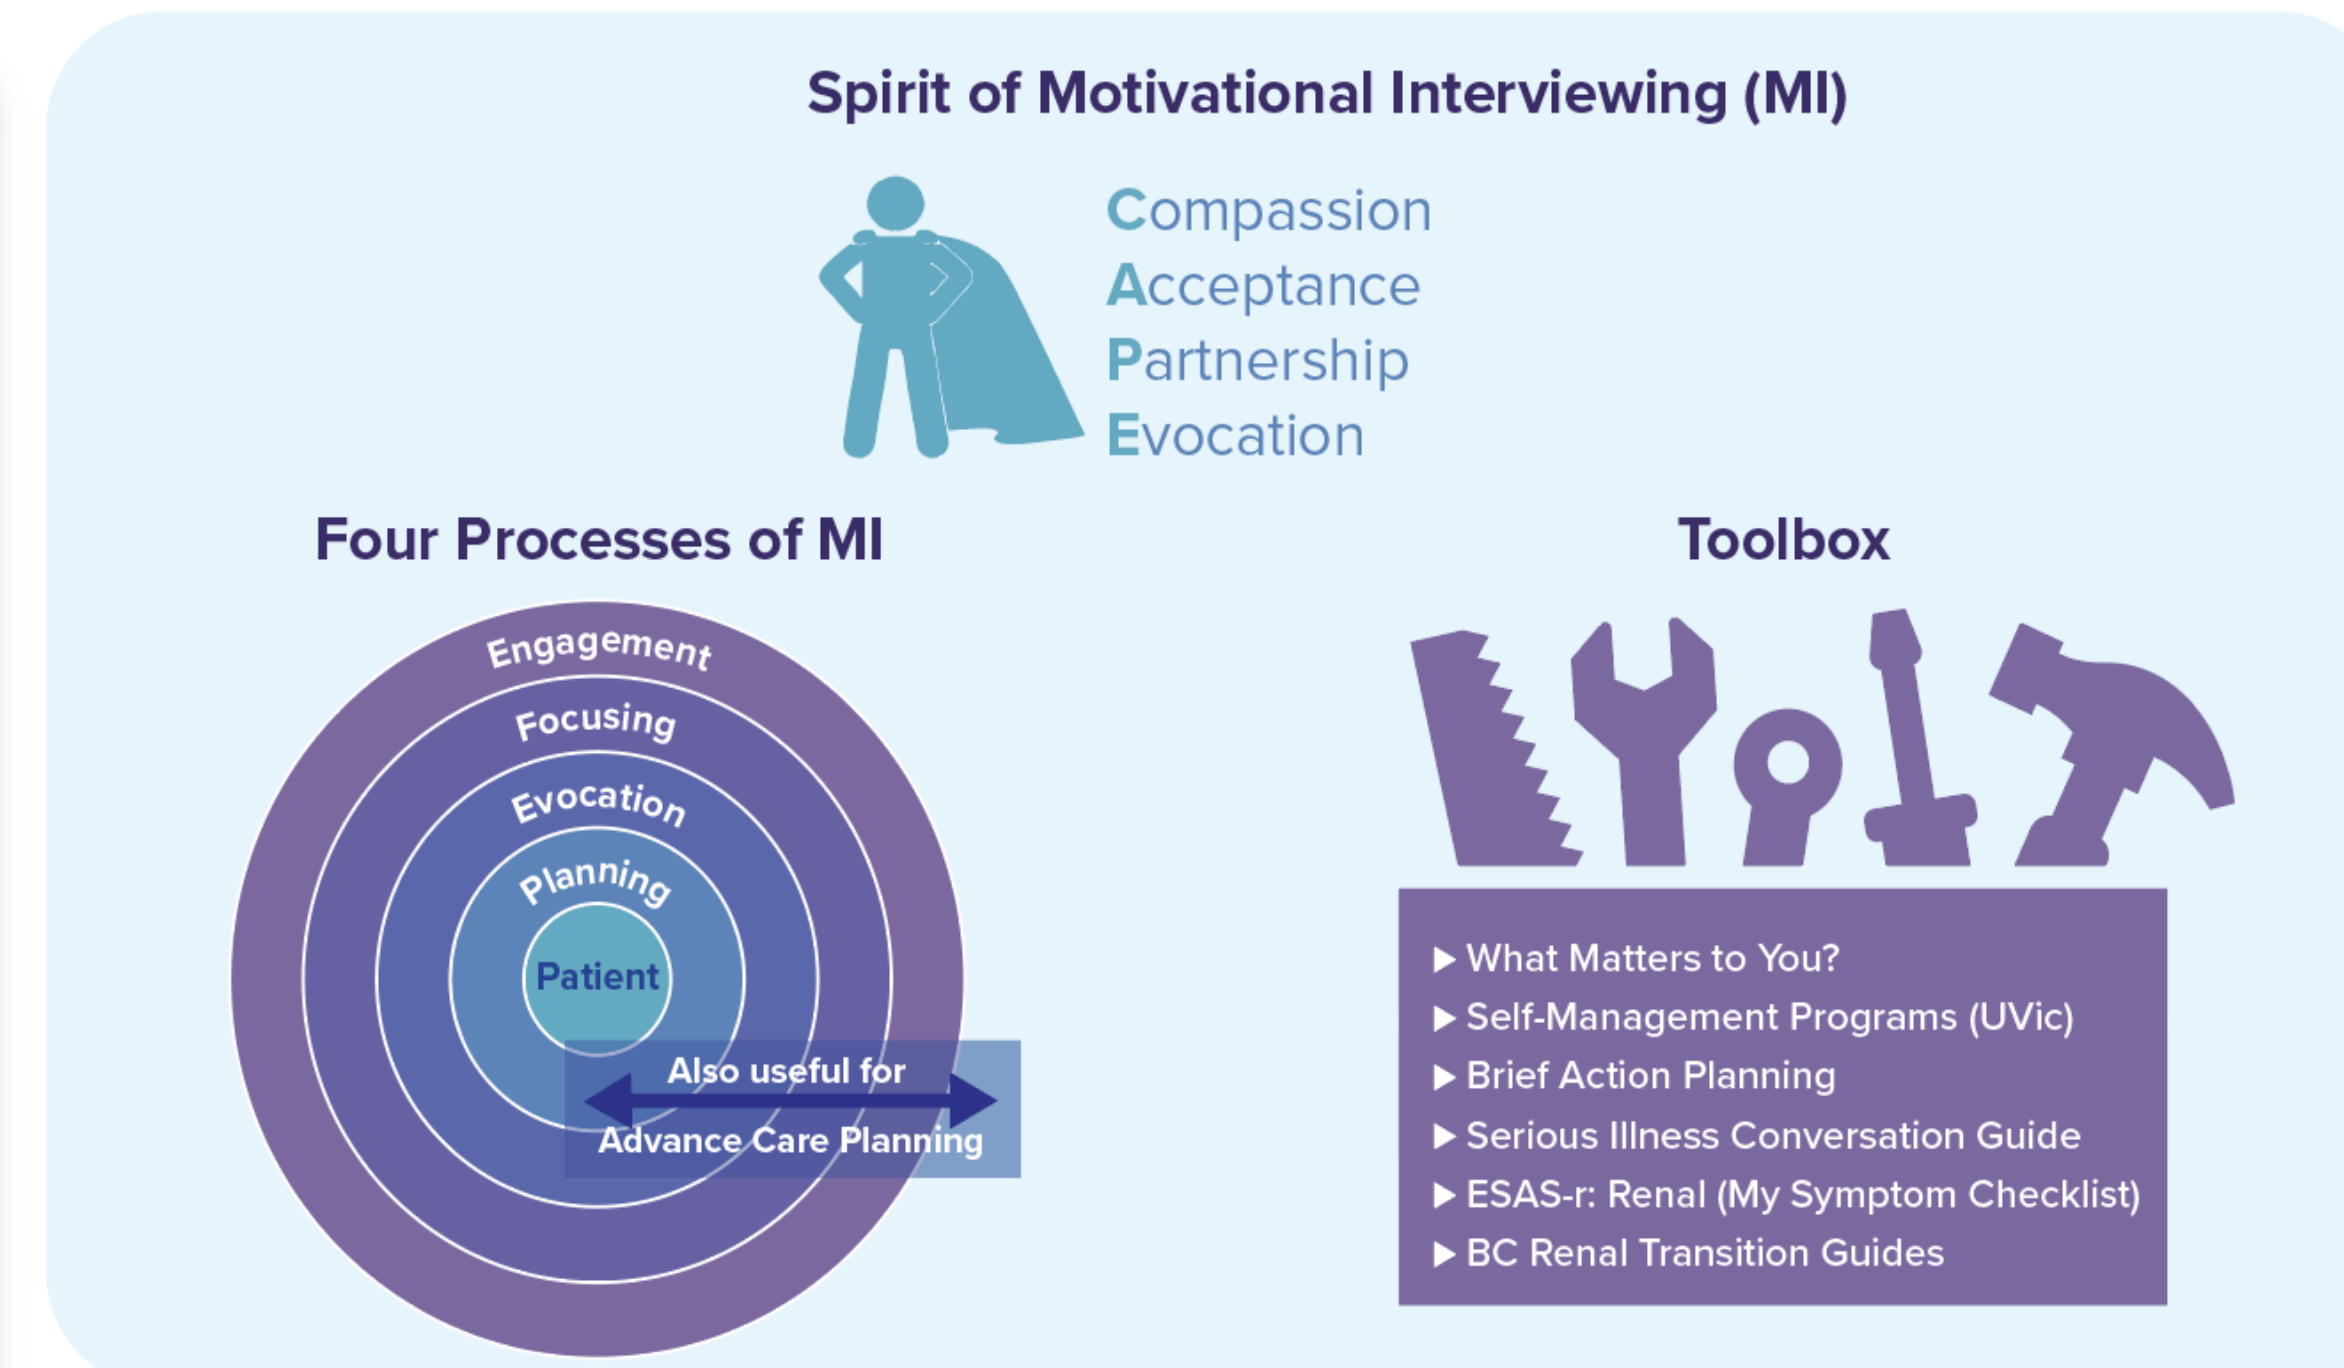 Spirit of Motivational Interviewing (MI)
Compassion
Acceptance
Partnership
Evocation
Four Processes of MI
Engagement
Focusing
Evocation
Planning
Patient
Also useful for
Advance Care Planning
Toolbox
▶ What Matters to You?
▶ Self-Management Programs (UVic)
▶ Brief Action Planning
▶ Serious Illness Conversation Guide
▶ ESAS-r: Renal (My Symptom Checklist)
▶ BC Renal Transition Guides